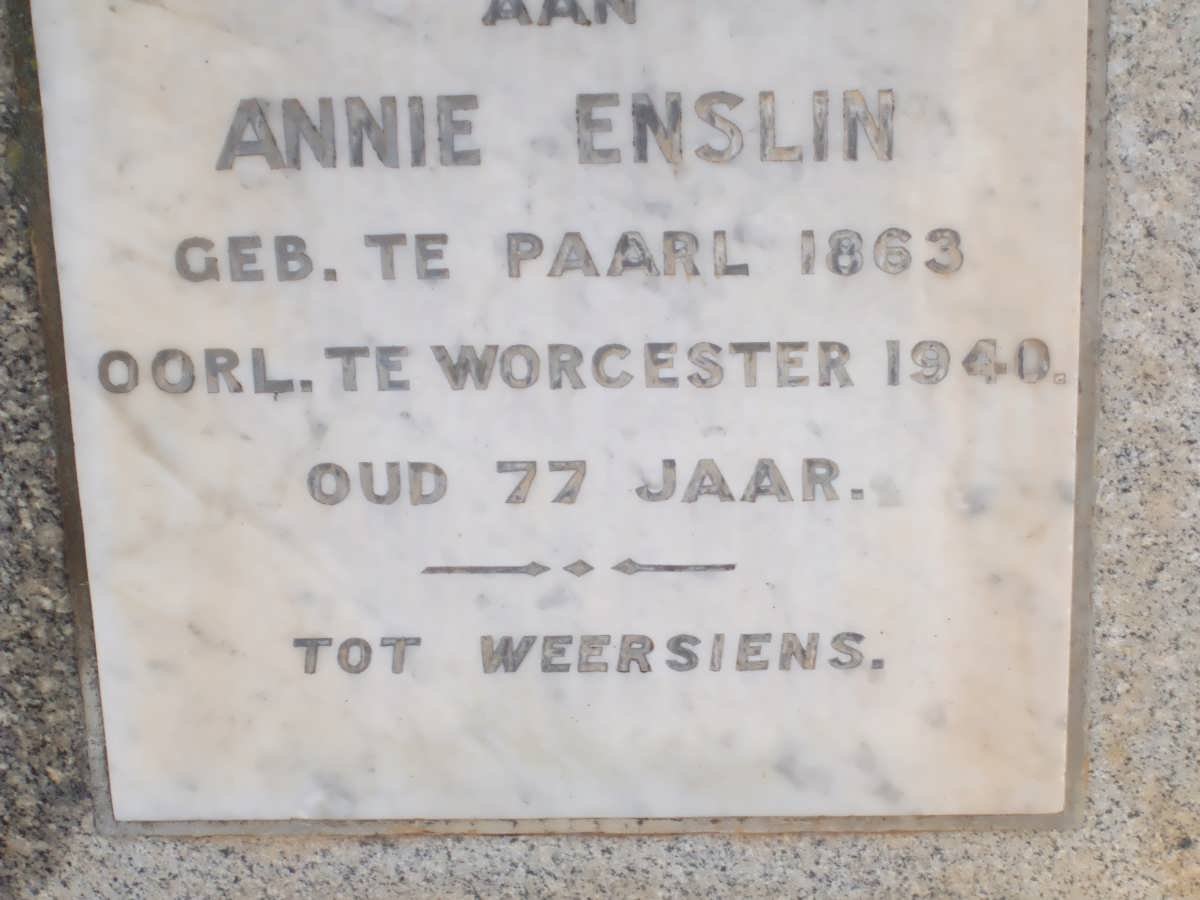 AAN
ANNIE ENSLIN
GEB. TE PAARL 1863
OORL. TE WORCESTER 1940.
OUD 77 JAAR.
TOT WEERSIENS.